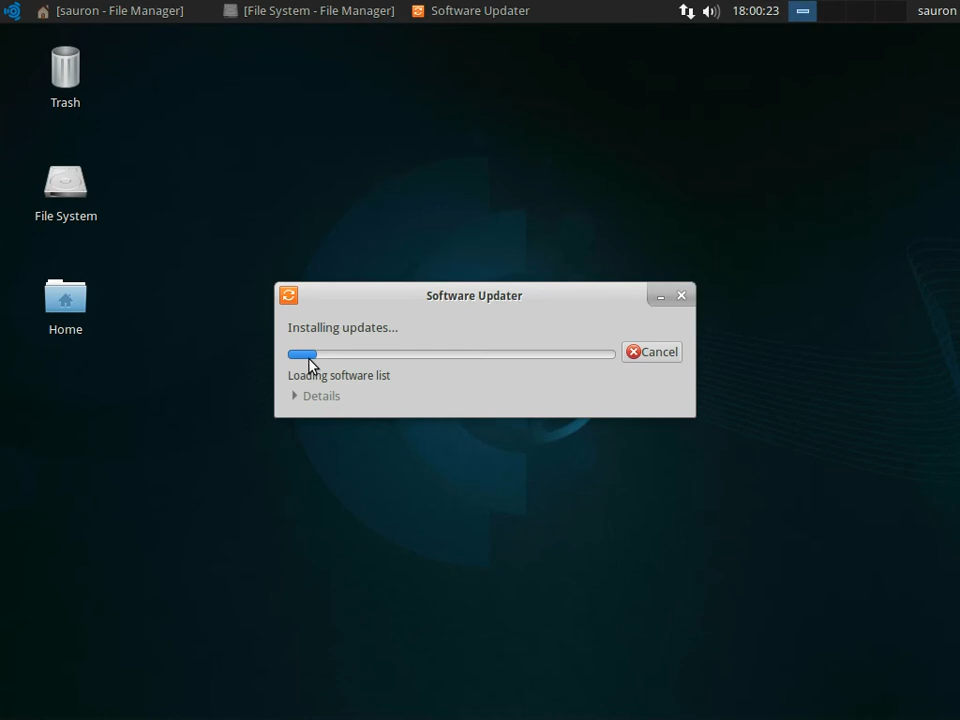 [sauron - File Manager] [File System - File Manager] Software Updater 18:00:23 sauron
Trash
File System
Home
Software Updater
Installing updates...
Cancel
Loading software list
Details